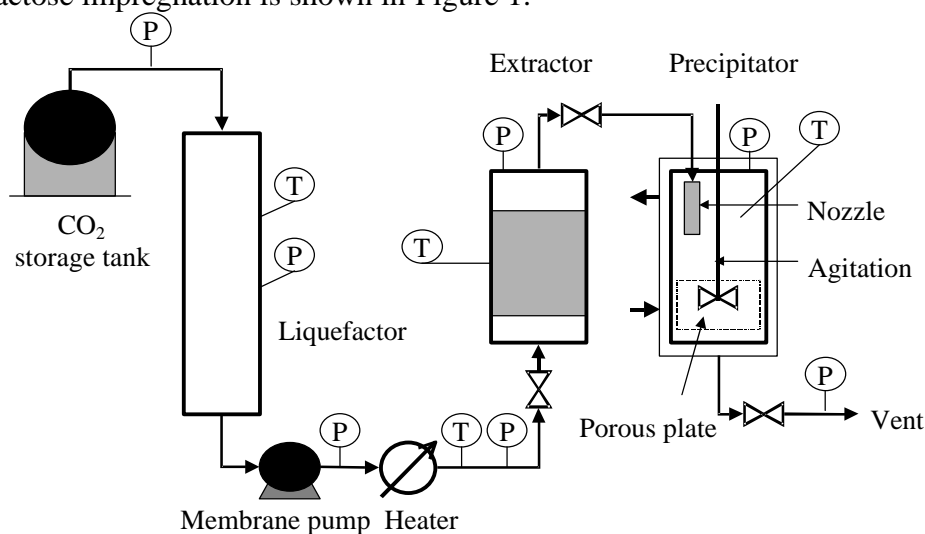 actose impregnation is shown in Figure 1.
P
Extractor
Precipitator
P
P
T
T
CO2
storage tank
P
T
Nozzle
Agitation
Liquefactor
P
Porous plate
Vent
P
T
P
Membrane pump
Heater